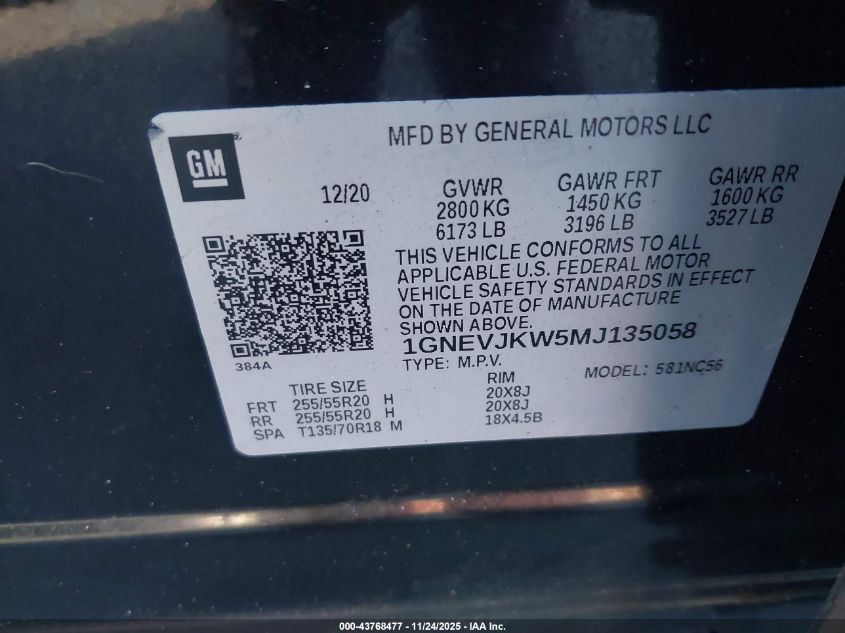 GM
MFD BY GENERAL MOTORS LLC
12/20
GVWR GAWR FRT GAWR RR
2800 KG 1450 KG 1600 KG
6173 LB 3196 LB 3527 LB
THIS VEHICLE CONFORMS TO ALL
APPLICABLE U.S. FEDERAL MOTOR
VEHICLE SAFETY STANDARDS IN EFFECT
ON THE DATE OF MANUFACTURE
SHOWN ABOVE.
1GNEVJKW5MJ135058
384A
TYPE: M.P.V. MODEL: 581NC56
TIRE SIZE RIM
FRT 255/55R20 H 20X8J
RR 255/55R20 H 20X8J
SPA T135/70R18 M 18X4.5B
000-43768477 - 11/24/2025 - IAA Inc.